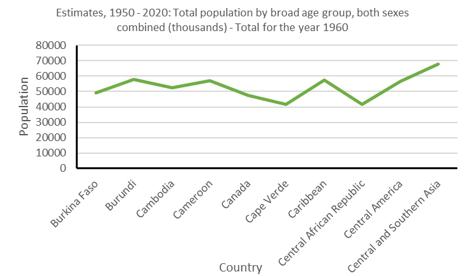 Estimates, 1950 - 2020: Total population by broad age group, both sexes
combined (thousands) - Total for the year 1960
80000
70000
60000
50000
40000
30000
20000
10000
0
Population
Burkina Faso
Burundi
Cambodia
Cameroon
Canada
Cape Verde
Caribbean
Central African Republic
Central America
Central and Southern Asia
Country